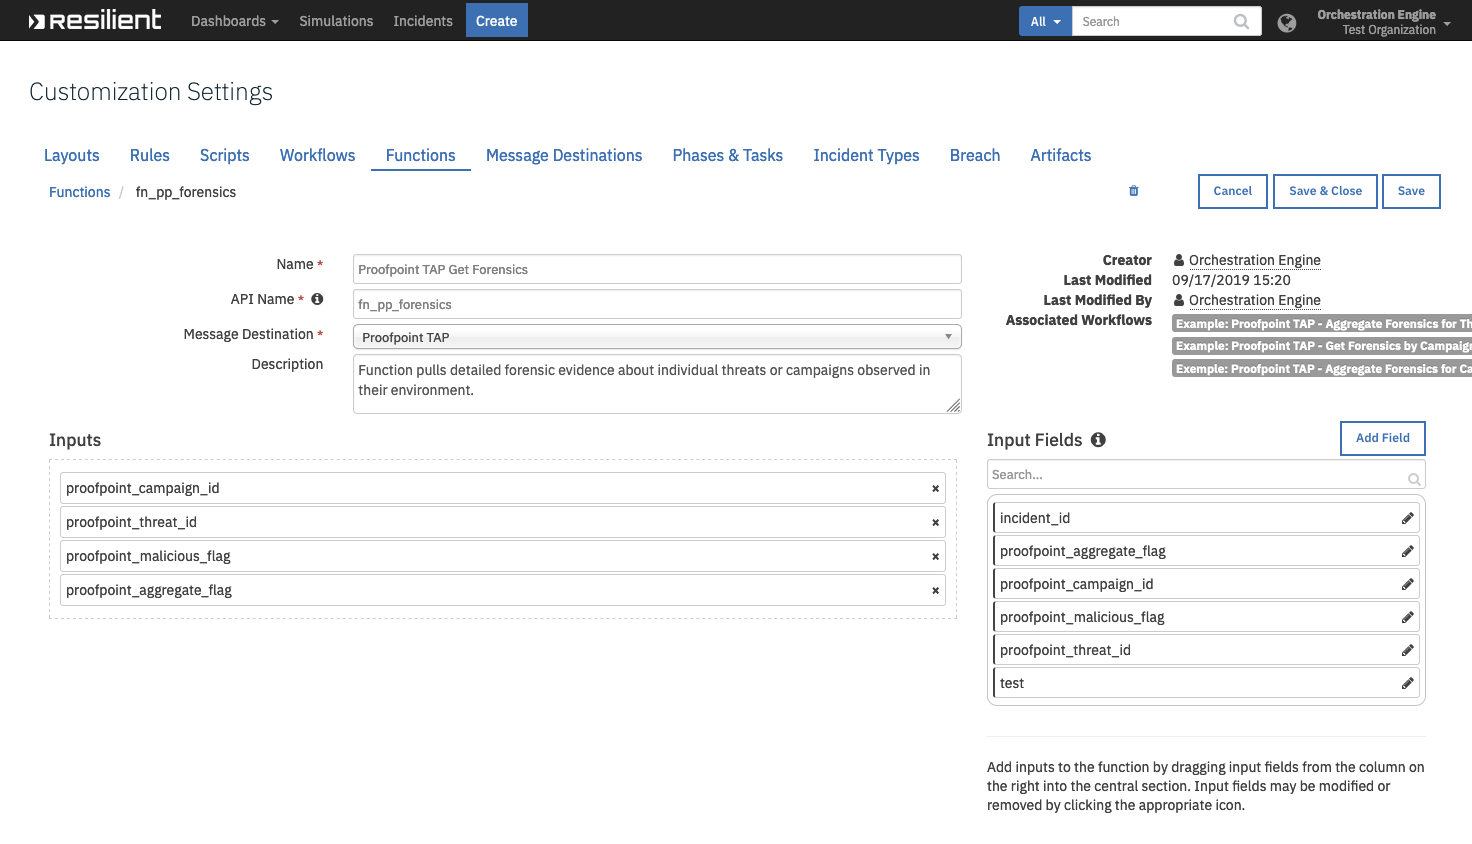 resilient Dashboards Simulations Incidents Create All Search Orchestration Engine
Test Organization
Customization Settings
Layouts Rules Scripts Workflows Functions Message Destinations Phases & Tasks Incident Types Breach Artifacts
Functions / fn_pp_forensics Cancel Save & Close Save
Name * Proofpoint TAP Get Forensics
API Name * fn_pp_forensics
Message Destination * Proofpoint TAP
Description Function pulls detailed forensic evidence about individual threats or campaigns observed in
their environment.
Creator Orchestration Engine
Last Modified 09/17/2019 15:20
Last Modified By Orchestration Engine
Associated Workflows Example: Proofpoint TAP - Aggregate Forensics for Th
Example: Proofpoint TAP - Get Forensics by Campaign
Exemple: Proofpoint TAP - Aggregate Forensics for Ca
Inputs
proofpoint_campaign_id
proofpoint_threat_id
proofpoint_malicious_flag
proofpoint_aggregate_flag
Input Fields Add Field
Search...
incident_id
proofpoint_aggregate_flag
proofpoint_campaign_id
proofpoint_malicious_flag
proofpoint_threat_id
test
Add inputs to the function by dragging input fields from the column on
the right into the central section. Input fields may be modified or
removed by clicking the appropriate icon.